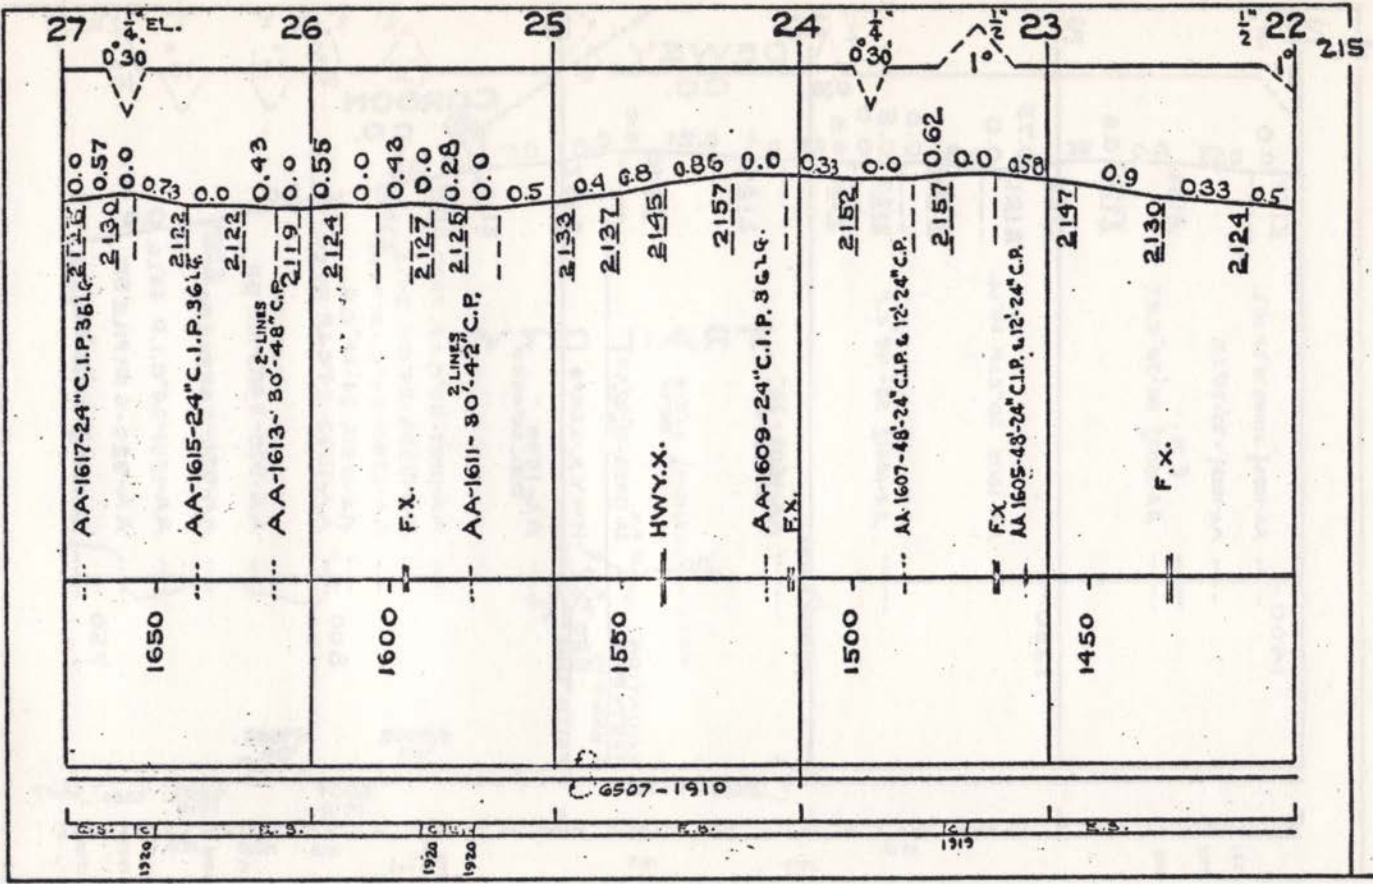 27 26 25 24 23 22
0° 1/4" EL. 0° 1/4" 1/2" 1/2"
0°30' 0°30' 1° 1°
215
0.0 0.57 0.0 0.73 0.0 0.43 0.0 0.55 0.0 0.43 0.0 0.28 0.0 0.5 0.4 0.8 0.86 0.0 0.33 0.0 0.62 0.0 0.58 0.9 0.33 0.5
2130 2122 2122 2119 2124 2127 2125 2133 2137 2145 2157 2152 2157 2147 2130 2124
AA-1617-24"C.I.P. 36LG.
AA-1615-24"C.I.P. 36LG.
AA-1613- 30'-48"C.P. 2-LINES
F.X.
AA-1611- 30'-42"C.P. 2 LINES
HWY.X.
AA-1609-24"C.I.P. 36LG.
F.X.
AA-1607-48'-24"C.I.P. & 12'-24"C.P.
F.X.
AA 1605-48'-24"C.I.P. & 12'-24"C.P.
F.X.
1650 1600 1550 1500 1450
6507-1910
R.S. C R.S. C R.S. C R.S.
1920 1920 1920 1919